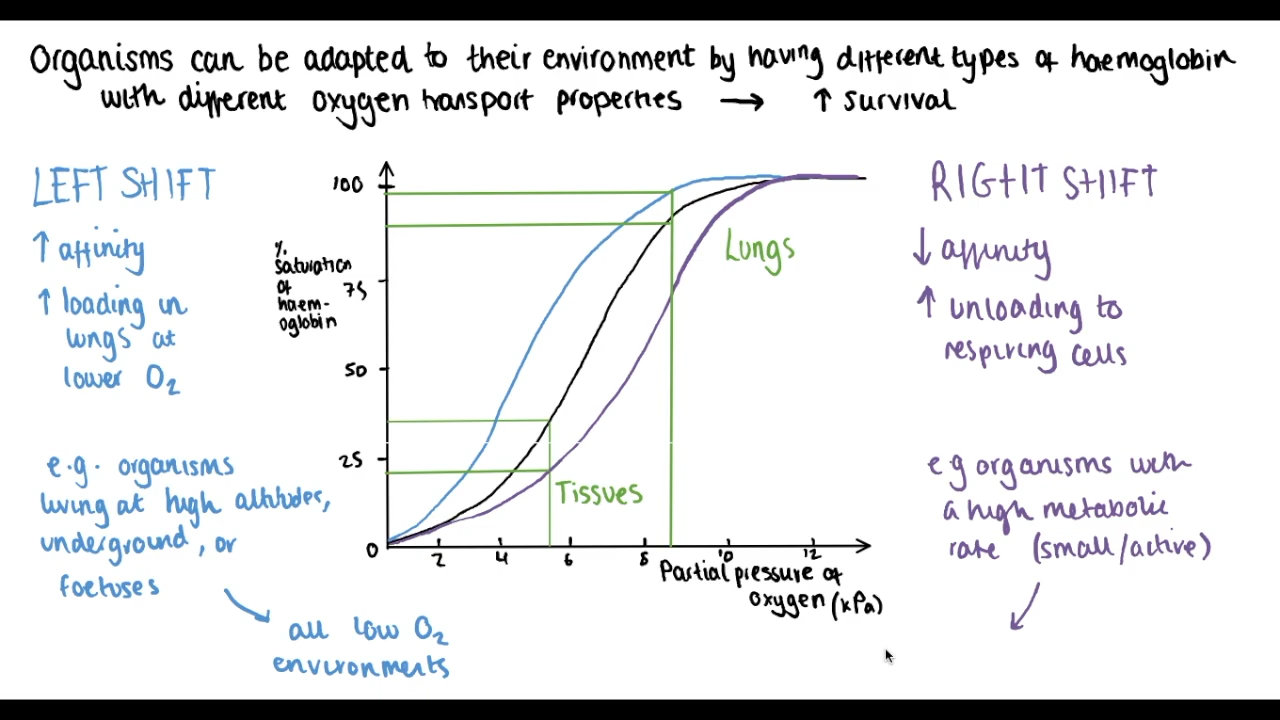 Organisms can be adapted to their environment by having different types of haemoglobin
with different oxygen transport properties → ↑ survival
LEFT SHIFT
↑ affinity
↑ loading in
lungs at
lower O₂
e.g. organisms
living at high altitudes,
underground, or
foetuses
all low O₂
environments
%
saturation
of
haem-
oglobin
100
75
50
25
0
2 4 6 8 10 12
Partial pressure of
oxygen (kPa)
Lungs
Tissues
RIGHT SHIFT
↓ affinity
↑ unloading to
respiring cells
eg organisms with
a high metabolic
rate (small/active)